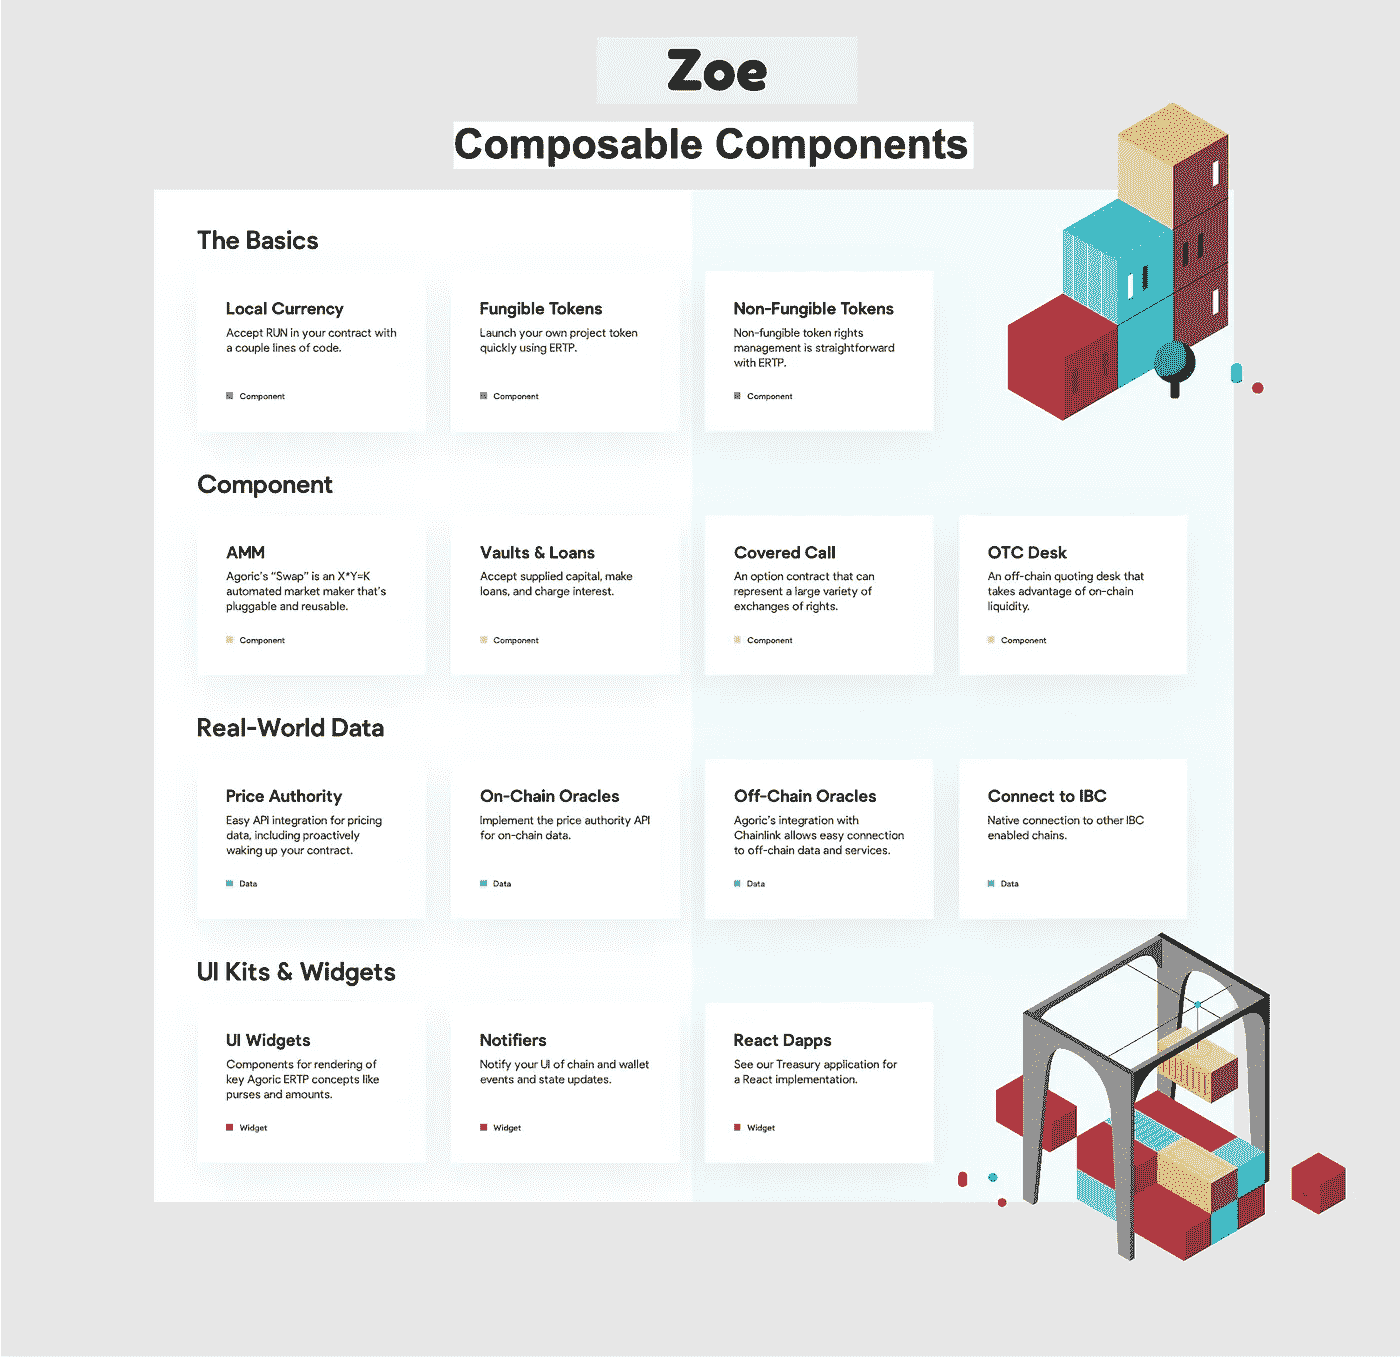 Zoe
Composable Components
The Basics
Local Currency
Accept RUN in your contract with
a couple lines of code.
Component
Fungible Tokens
Launch your own project token
quickly using ERTP.
Component
Non-Fungible Tokens
Non-fungible token rights
management is straightforward
with ERTP.
Component
Component
AMM
Agoric's “Swap” is an X*Y=K
automated market maker that's
pluggable and reusable.
Component
Vaults & Loans
Accept supplied capital, make
loans, and charge interest.
Component
Covered Call
An option contract that can
represent a large variety of
exchanges of rights.
Component
OTC Desk
An off-chain quoting desk that
takes advantage of on-chain
liquidity.
Component
Real-World Data
Price Authority
Easy API integration for pricing
data, including proactively
waking up your contract.
Data
On-Chain Oracles
Implement the price authority API
for on-chain data.
Data
Off-Chain Oracles
Agoric's integration with
Chainlink allows easy connection
to off-chain data and services.
Data
Connect to IBC
Native connection to other IBC
enabled chains.
Data
UI Kits & Widgets
UI Widgets
Components for rendering of
key Agoric ERTP concepts like
purses and amounts.
Widget
Notifiers
Notify your UI of chain and wallet
events and state updates.
Widget
React Dapps
See our Treasury application for
a React implementation.
Widget